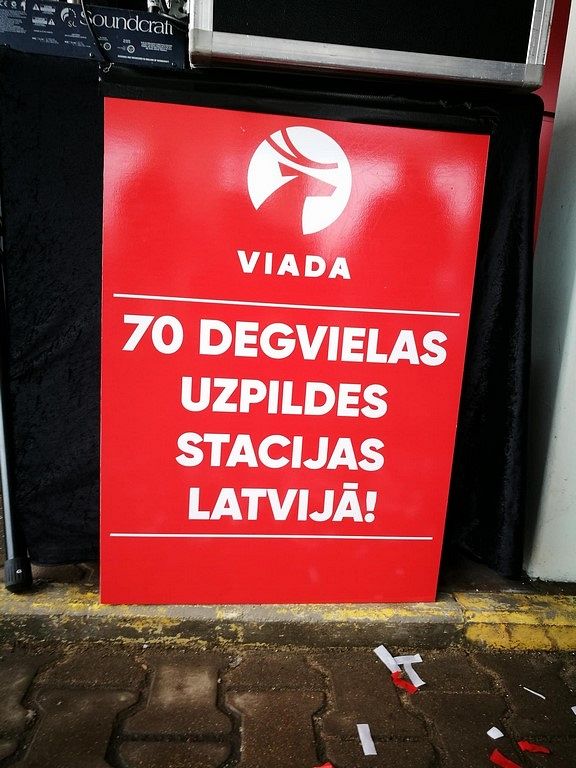 Soundcraft
VIADA
70 DEGVIELAS
UZPILDES
STACIJAS
LATVIJĀ!